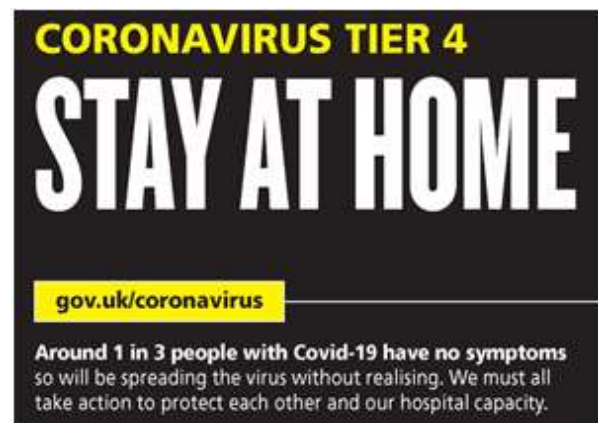 CORONAVIRUS TIER 4
STAY AT HOME
gov.uk/coronavirus
Around 1 in 3 people with Covid-19 have no symptoms
so will be spreading the virus without realising. We must all
take action to protect each other and our hospital capacity.